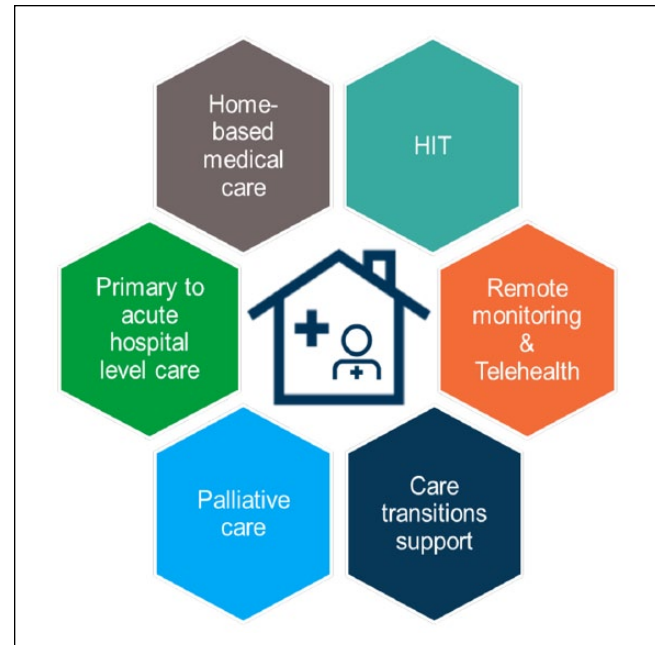 Home-
based
medical
care
HIT
Primary to
acute
hospital
level care
Remote
monitoring
&
Telehealth
Palliative
care
Care
transitions
support